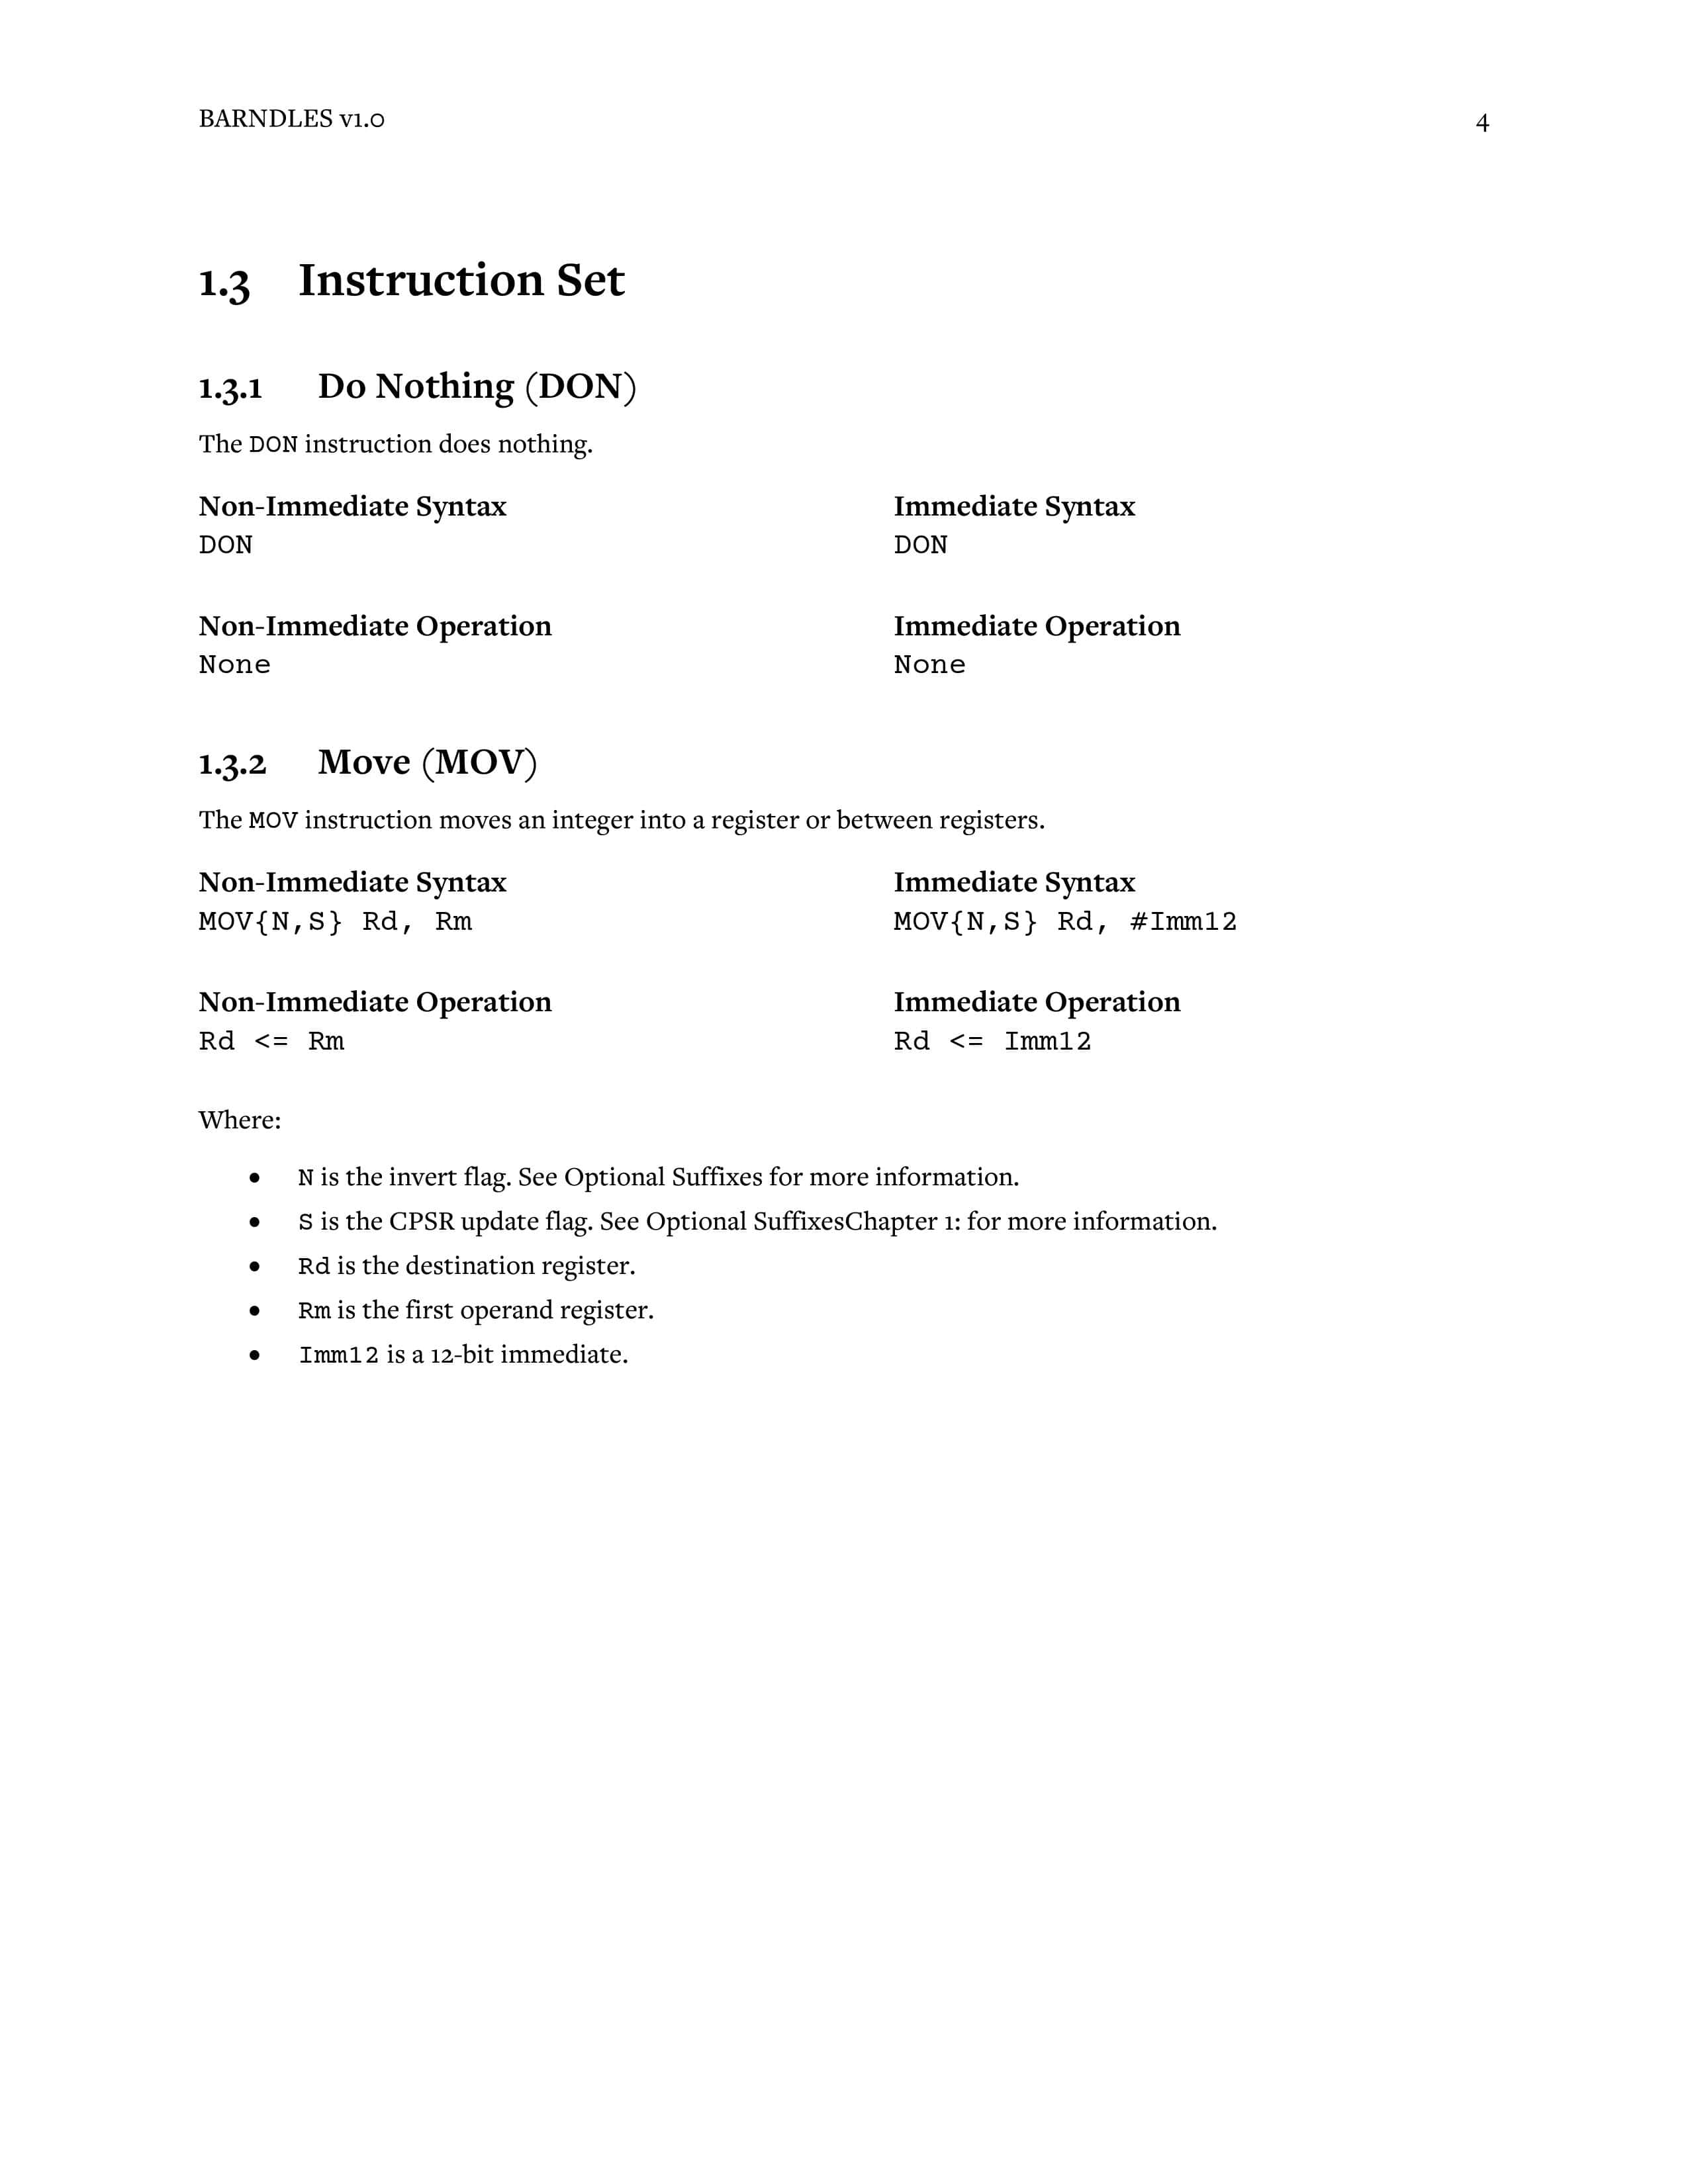 BARNDLES v1.0 4
1.3 Instruction Set
1.3.1 Do Nothing (DON)
The DON instruction does nothing.
Non-Immediate Syntax Immediate Syntax
DON DON
Non-Immediate Operation Immediate Operation
None None
1.3.2 Move (MOV)
The MOV instruction moves an integer into a register or between registers.
Non-Immediate Syntax Immediate Syntax
MOV{N,S} Rd, Rm MOV{N,S} Rd, #Imm12
Non-Immediate Operation Immediate Operation
Rd <= Rm Rd <= Imm12
Where:
• N is the invert flag. See Optional Suffixes for more information.
• S is the CPSR update flag. See Optional SuffixesChapter 1: for more information.
• Rd is the destination register.
• Rm is the first operand register.
• Imm12 is a 12-bit immediate.